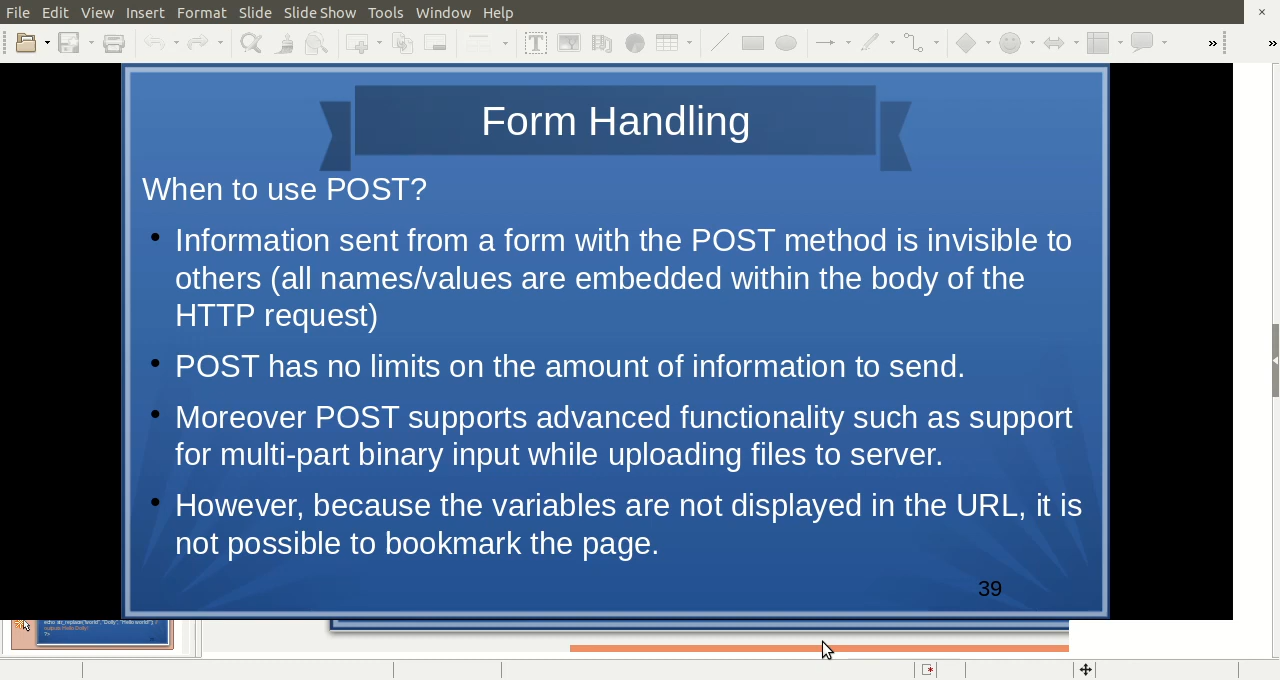 File Edit View Insert Format Slide Slide Show Tools Window Help
Form Handling
When to use POST?
• Information sent from a form with the POST method is invisible to
others (all names/values are embedded within the body of the
HTTP request)
• POST has no limits on the amount of information to send.
• Moreover POST supports advanced functionality such as support
for multi-part binary input while uploading files to server.
• However, because the variables are not displayed in the URL, it is
not possible to bookmark the page.
39